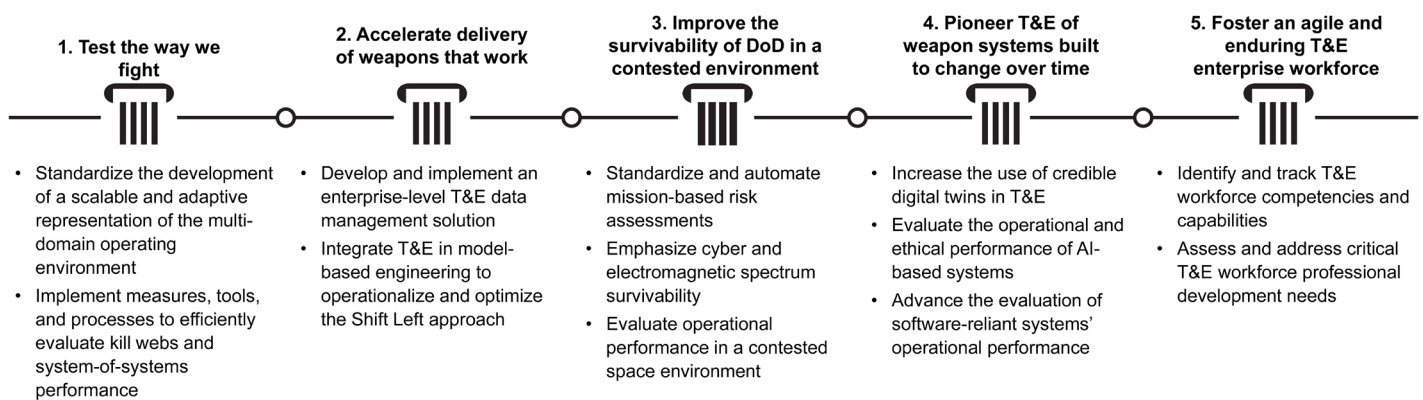 1. Test the way we
fight
• Standardize the development
of a scalable and adaptive
representation of the multi-
domain operating
environment
• Implement measures, tools,
and processes to efficiently
evaluate kill webs and
system-of-systems
performance
2. Accelerate delivery
of weapons that work
• Develop and implement an
enterprise-level T&E data
management solution
• Integrate T&E in model-
based engineering to
operationalize and optimize
the Shift Left approach
3. Improve the
survivability of DoD in a
contested environment
• Standardize and automate
mission-based risk
assessments
• Emphasize cyber and
electromagnetic spectrum
survivability
• Evaluate operational
performance in a contested
space environment
4. Pioneer T&E of
weapon systems built
to change over time
• Increase the use of credible
digital twins in T&E
• Evaluate the operational and
ethical performance of AI-
based systems
• Advance the evaluation of
software-reliant systems'
operational performance
5. Foster an agile and
enduring T&E
enterprise workforce
• Identify and track T&E
workforce competencies and
capabilities
• Assess and address critical
T&E workforce professional
development needs